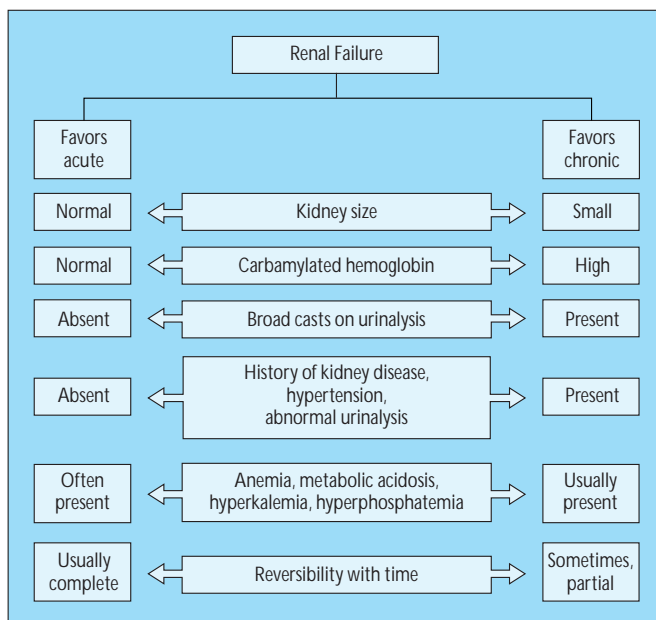 Renal Failure
Favors
acute
Favors
chronic
Normal
Kidney size
Small
Normal
Carbamylated hemoglobin
High
Absent
Broad casts on urinalysis
Present
Absent
History of kidney disease,
hypertension,
abnormal urinalysis
Present
Often
present
Anemia, metabolic acidosis,
hyperkalemia, hyperphosphatemia
Usually
present
Usually
complete
Reversibility with time
Sometimes,
partial